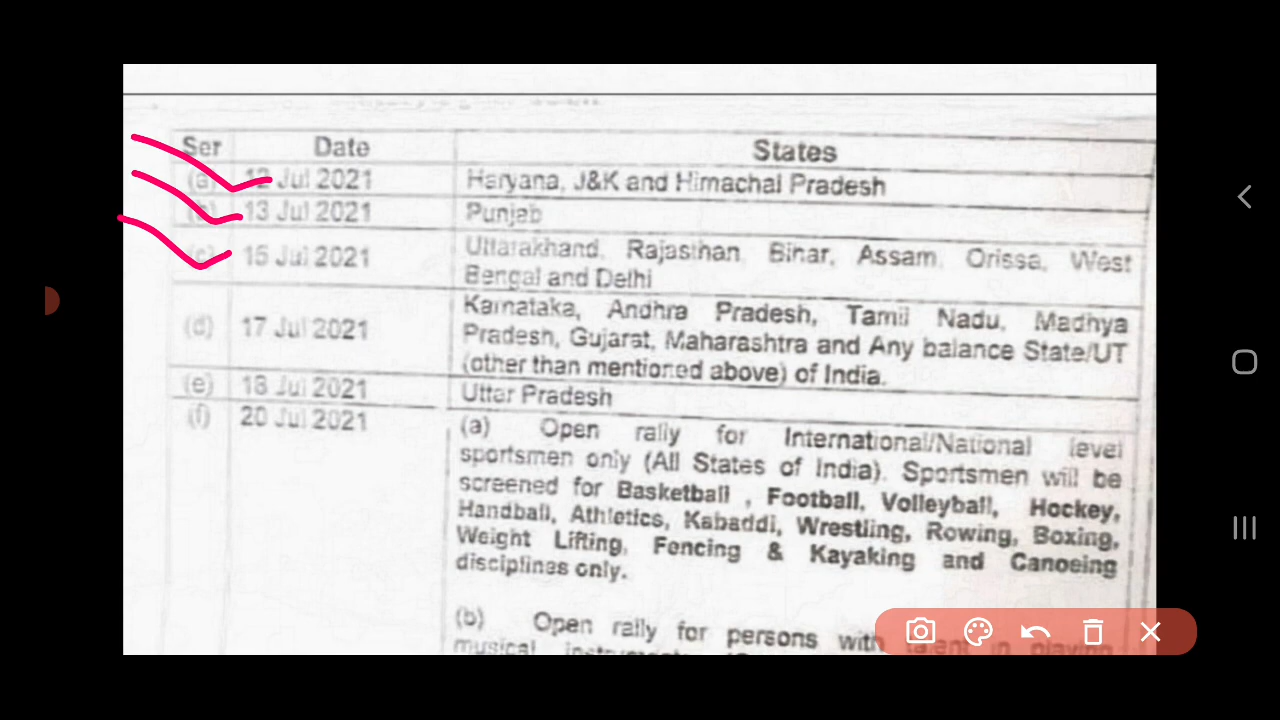 Ser Date States
(a) 12 Jul 2021 Haryana, J&K and Himachal Pradesh
(b) 13 Jul 2021 Punjab
(c) 15 Jul 2021 Uttarakhand, Rajasthan, Bihar, Assam, Orissa, West
Bengal and Delhi
(d) 17 Jul 2021 Karnataka, Andhra Pradesh, Tamil Nadu, Madhya
Pradesh, Gujarat, Maharashtra and Any balance State/UT
(other than mentioned above) of India.
(e) 18 Jul 2021 Uttar Pradesh
(f) 20 Jul 2021 (a) Open rally for International/National level
sportsmen only (All States of India). Sportsmen will be
screened for Basketball , Football, Volleyball, Hockey,
Handball, Athletics, Kabaddi, Wrestling, Rowing, Boxing,
Weight Lifting, Fencing & Kayaking and Canoeing
disciplines only.
(b) Open rally for persons with talent in playing
musical